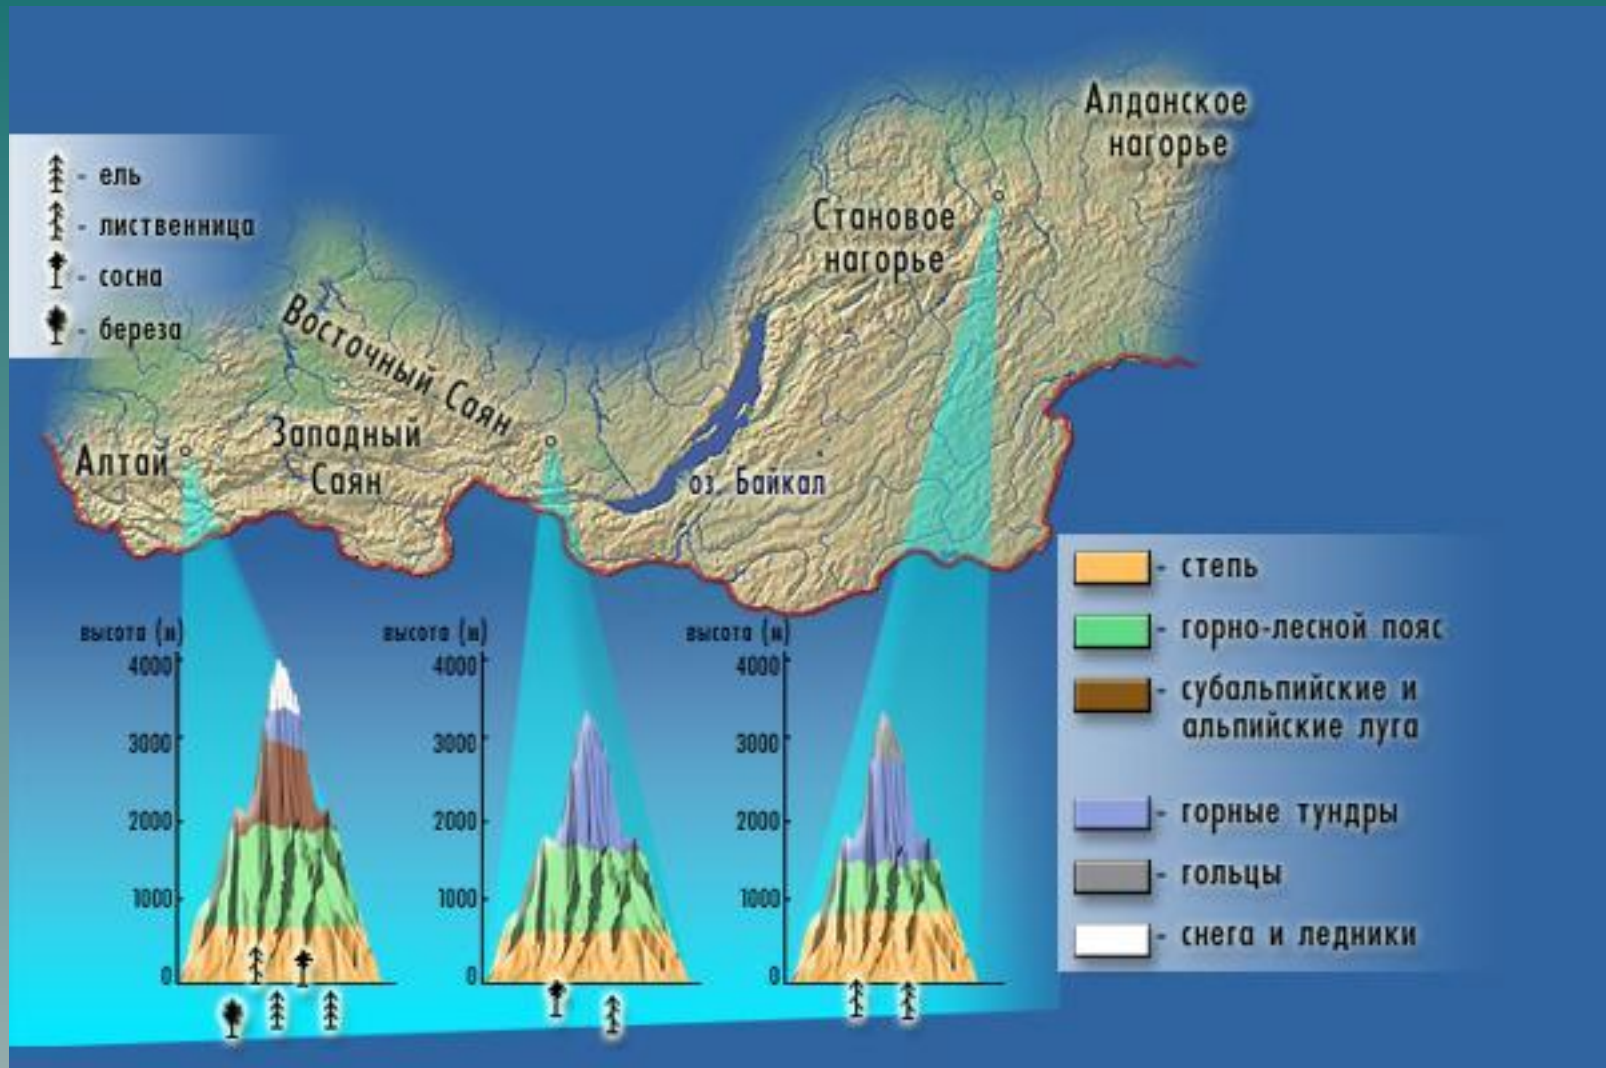 Алданское
нагорье
- ель
- лиственница
- сосна
- береза
Становое
нагорье
Восточный Саян
Западный
Саян
Алтай
оз. Байкал
- степь
- горно-лесной пояс
- субальпийские и
альпийские луга
- горные тундры
- гольцы
- снега и ледники
высота (м)
4000
3000
2000
1000
0
высота (м)
4000
3000
2000
1000
0
высота (м)
4000
3000
2000
1000
0